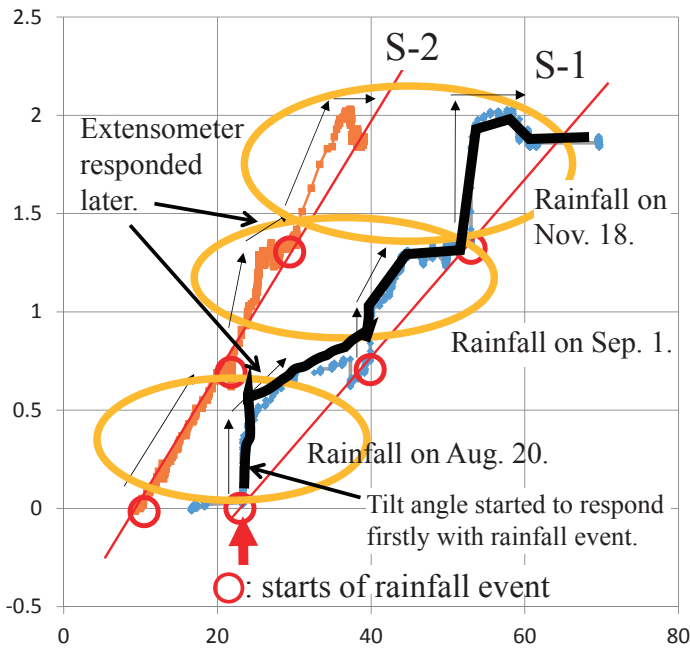 2.5
S-2
S-1
2
Extensometer
responded
later.
1.5
Rainfall on
Nov. 18.
1
Rainfall on Sep. 1.
0.5
Rainfall on Aug. 20.
Tilt angle started to respond
firstly with rainfall event.
0
: starts of rainfall event
-0.5
0 20 40 60 80